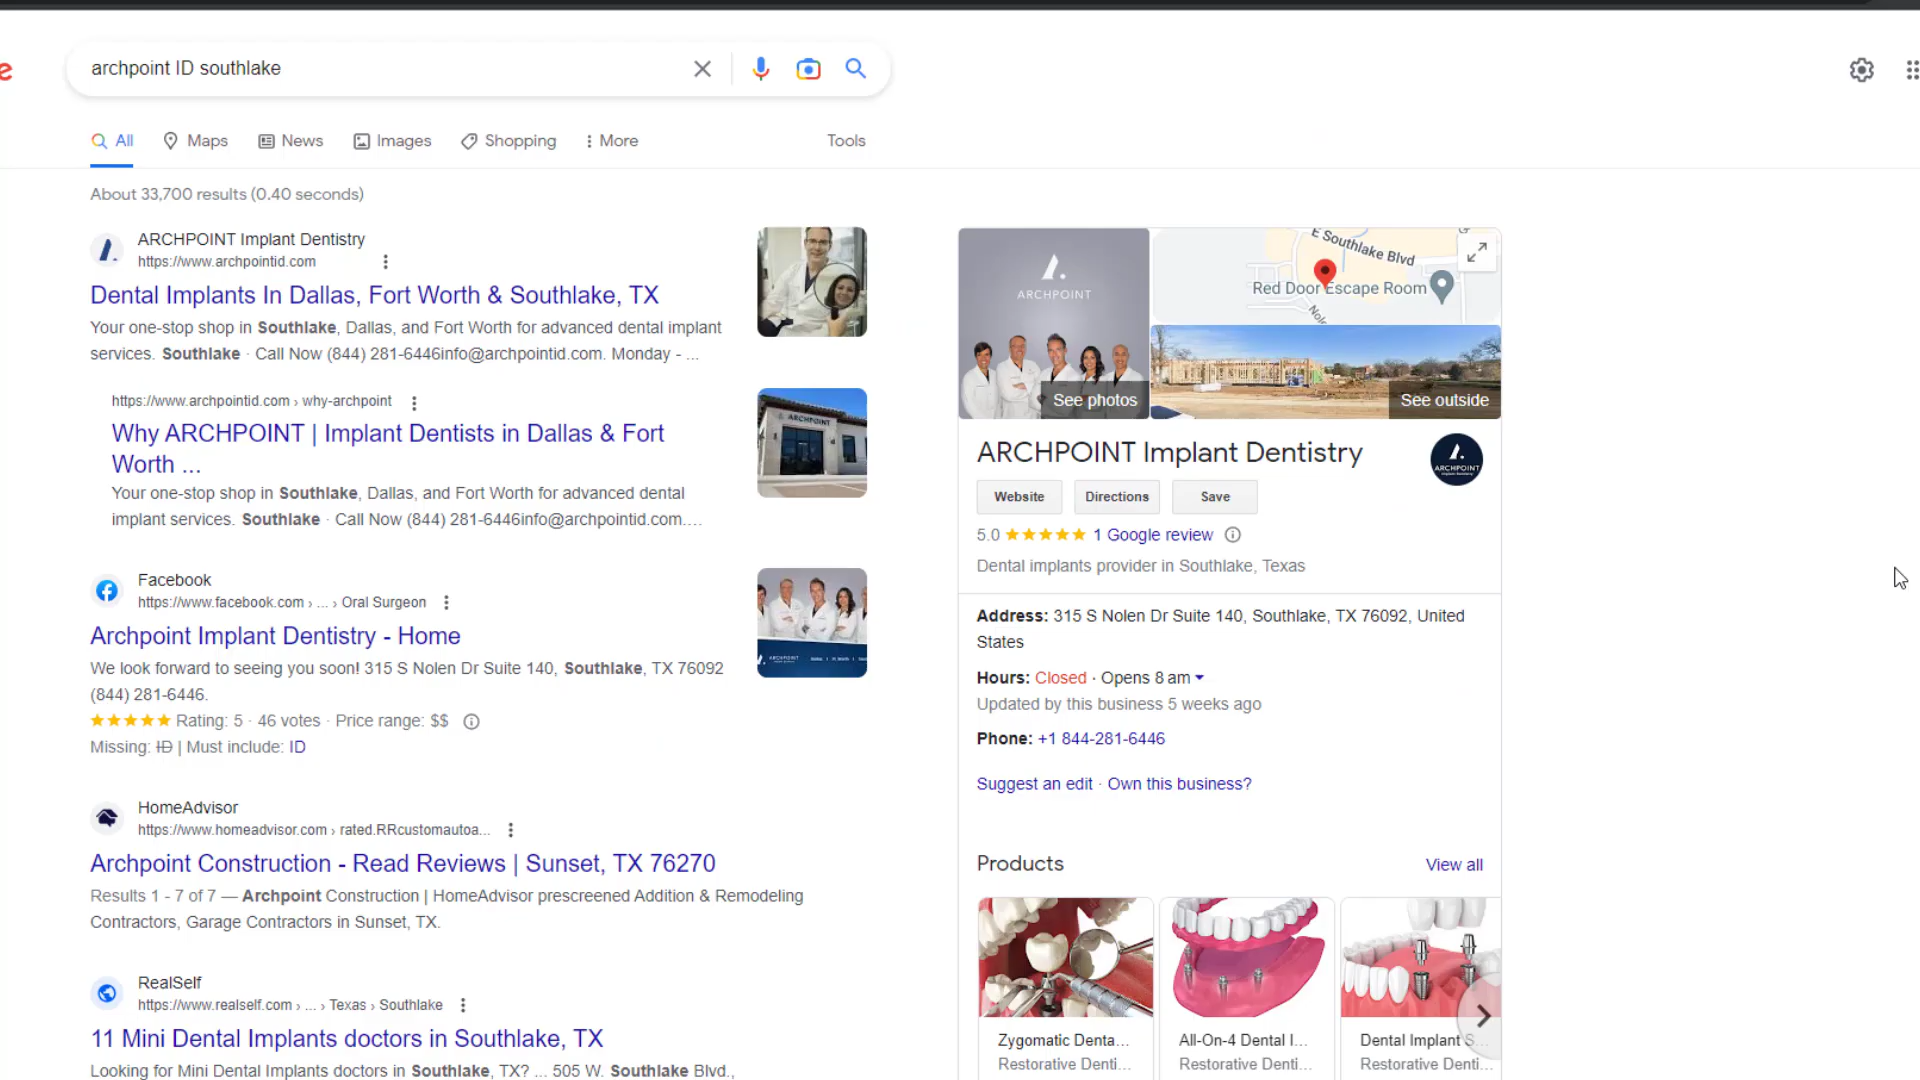 e
archpoint ID southlake
All
Maps
News
Images
Shopping
More
Tools
About 33,700 results (0.40 seconds)
ARCHPOINT Implant Dentistry
https://www.archpointid.com
Dental Implants In Dallas, Fort Worth & Southlake, TX
Your one-stop shop in Southlake, Dallas, and Fort Worth for advanced dental implant
services. Southlake · Call Now (844) 281-6446info@archpointid.com. Monday - ...
https://www.archpointid.com › why-archpoint
Why ARCHPOINT | Implant Dentists in Dallas & Fort
Worth ...
Your one-stop shop in Southlake, Dallas, and Fort Worth for advanced dental
implant services. Southlake · Call Now (844) 281-6446info@archpointid.com....
ARCHPOINT
Facebook
https://www.facebook.com › ... › Oral Surgeon
Archpoint Implant Dentistry - Home
We look forward to seeing you soon! 315 S Nolen Dr Suite 140, Southlake, TX 76092
(844) 281-6446.
Rating: 5 · 46 votes · Price range: $$
Missing: ID | Must include: ID
ARCHPOINT
HomeAdvisor
https://www.homeadvisor.com › rated.RRcustomautoa...
Archpoint Construction - Read Reviews | Sunset, TX 76270
Results 1 - 7 of 7 — Archpoint Construction | HomeAdvisor prescreened Addition & Remodeling
Contractors, Garage Contractors in Sunset, TX.
RealSelf
https://www.realself.com › ... › Texas › Southlake
11 Mini Dental Implants doctors in Southlake, TX
Looking for Mini Dental Implants doctors in Southlake, TX? ... 505 W. Southlake Blvd.,
ARCHPOINT
See photos
E Southlake Blvd
Red Door Escape Room
Nole
See outside
ARCHPOINT Implant Dentistry
ARCHPOINT
Website
Directions
Save
5.0
1 Google review
Dental implants provider in Southlake, Texas
Address: 315 S Nolen Dr Suite 140, Southlake, TX 76092, United
States
Hours: Closed · Opens 8 am
Updated by this business 5 weeks ago
Phone: +1 844-281-6446
Suggest an edit · Own this business?
Products
View all
Zygomatic Denta...
Restorative Denti...
All-On-4 Dental I...
Restorative Denti...
Dental Implant S...
Restorative Denti...